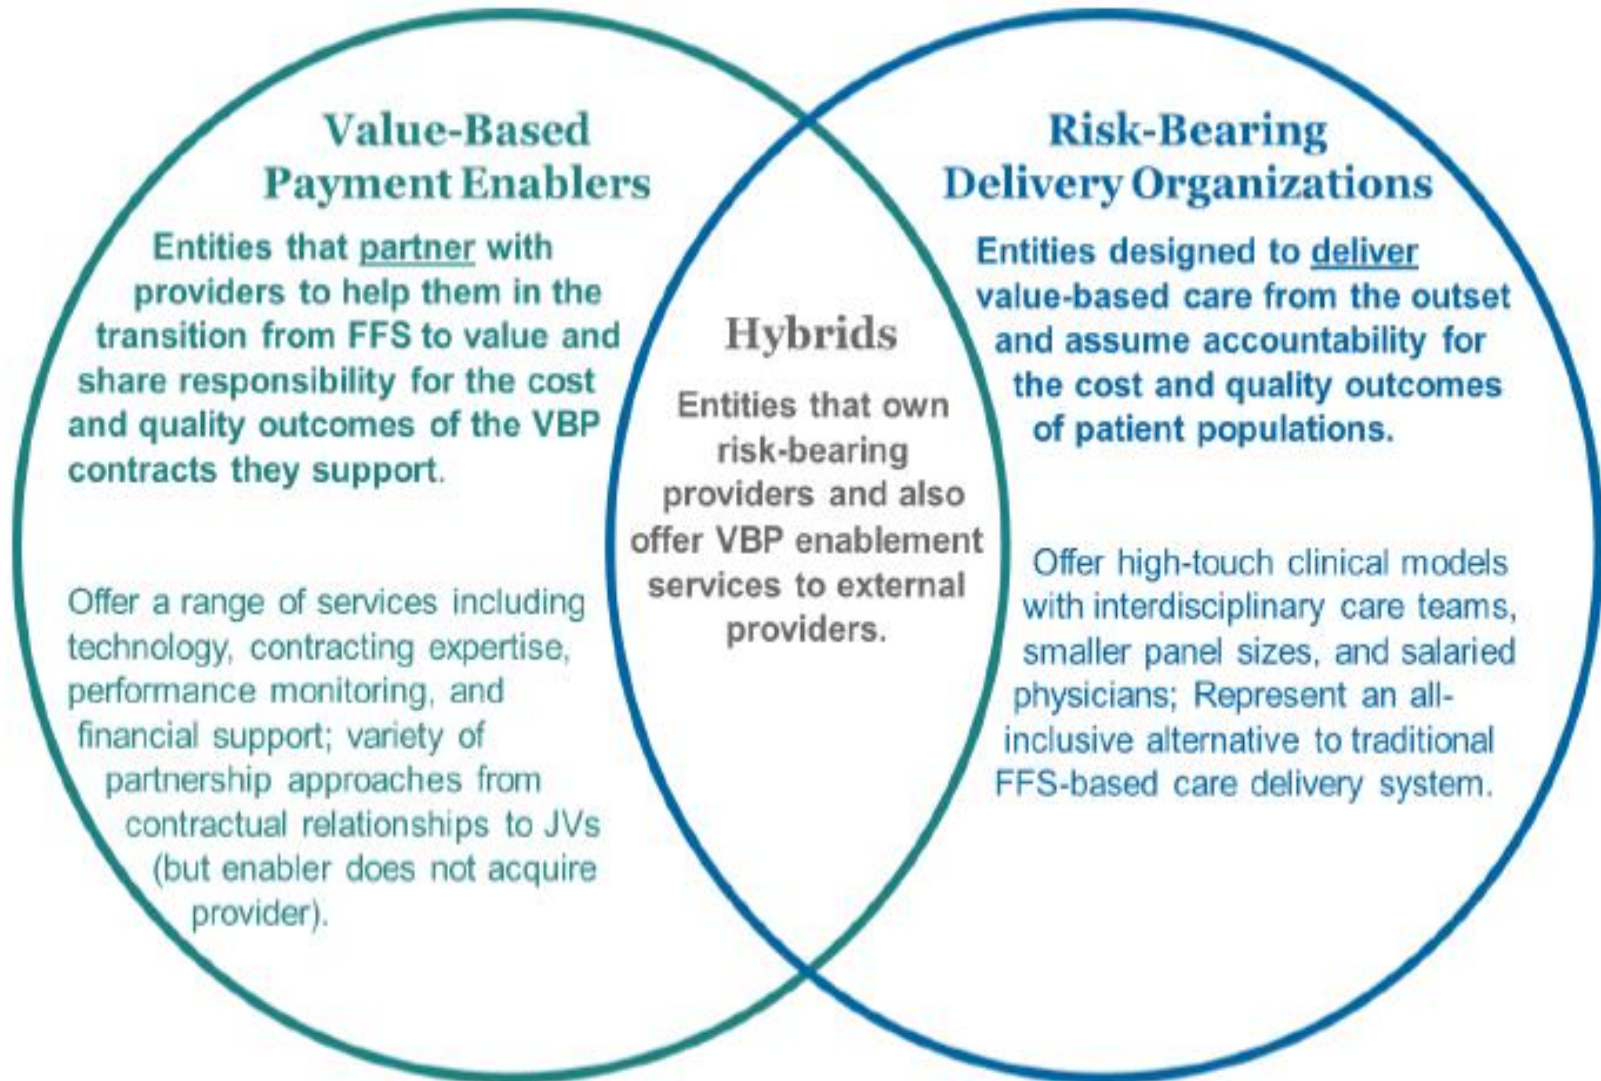 Value-Based
Payment Enablers
Entities that partner with
providers to help them in the
transition from FFS to value and
share responsibility for the cost
and quality outcomes of the VBP
contracts they support.
Offer a range of services including
technology, contracting expertise,
performance monitoring, and
financial support; variety of
partnership approaches from
contractual relationships to JVs
(but enabler does not acquire
provider).
Hybrids
Entities that own
risk-bearing
providers and also
offer VBP enablement
services to external
providers.
Risk-Bearing
Delivery Organizations
Entities designed to deliver
value-based care from the outset
and assume accountability for
the cost and quality outcomes
of patient populations.
Offer high-touch clinical models
with interdisciplinary care teams,
smaller panel sizes, and salaried
physicians; Represent an all-
inclusive alternative to traditional
FFS-based care delivery system.